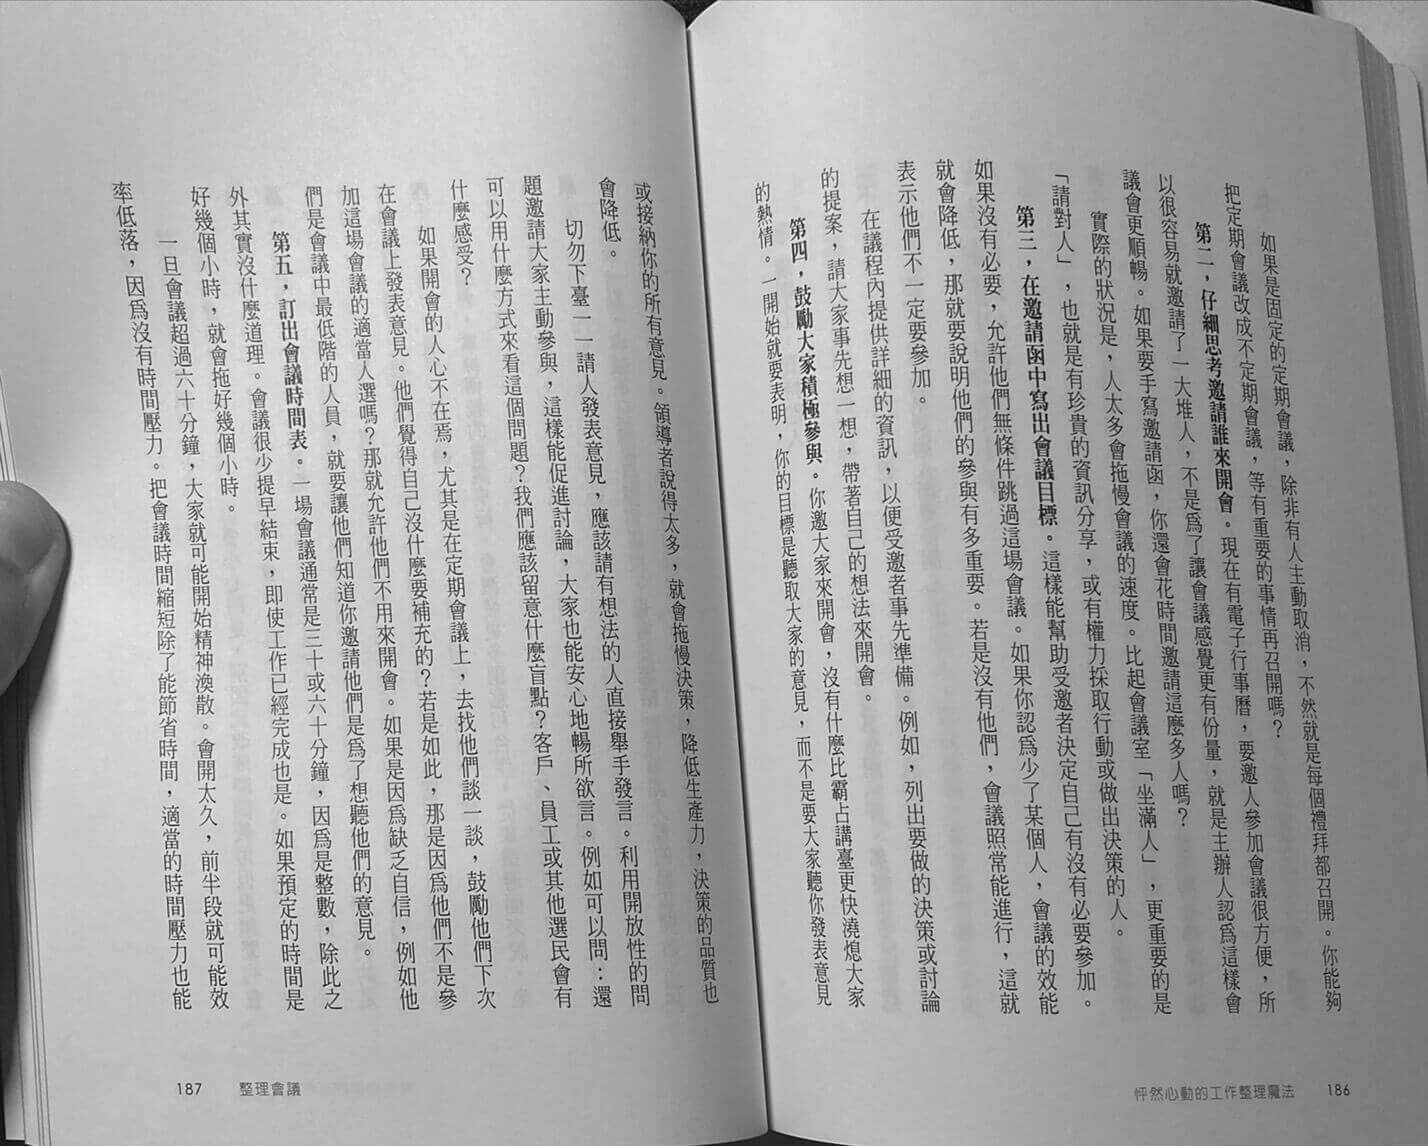 如果是固定的定期會議，除非有人主動取消，不然就是每個禮拜都召開。你能夠
把定期會議改成不定期會議，等有重要的事情再召開嗎？
第二，仔細思考邀請誰來開會。現在有電子行事曆，要邀人參加會議很方便，所
以很容易就邀請了一大堆人，不是爲了讓會議感覺更有份量，就是主辦人認爲這樣會
議會更順暢。如果要手寫邀請函，你還會花時間邀請這麼多人嗎？
實際的狀況是，人太多會拖慢會議的速度。比起會議室「坐滿人」，更重要的是
「請對人」，也就是有珍貴的資訊分享，或有權力採取行動或做出決策的人。
第三，在邀請函中寫出會議目標。這樣能幫助受邀者決定自己有沒有必要參加。
如果沒有必要，允許他們無條件跳過這場會議。如果你認爲少了某個人，會議的效能
就會降低，那就要說明他們的參與有多重要。若是沒有他們，會議照常能進行，這就
表示他們不一定要參加。
在議程內提供詳細的資訊，以便受邀者事先準備。例如，列出要做的決策或討論
的提案，請大家事先想一想，帶著自己的想法來開會。
第四，鼓勵大家積極參與。你邀大家來開會，沒有什麼比霸占講臺更快澆熄大家
的熱情。一開始就要表明，你的目標是聽取大家的意見，而不是要大家聽你發表意見
怦然心動的工作整理魔法 186
或接納你的所有意見。領導者說得太多，就會拖慢決策，降低生產力，決策的品質也
會降低。
切勿下臺一一請人發表意見，應該請有想法的人直接舉手發言。利用開放性的問
題邀請大家主動參與，這樣能促進討論，大家也能安心地暢所欲言。例如可以問：還
可以用什麼方式來看這個問題？我們應該留意什麼盲點？客戶、員工或其他選民會有
什麼感受？
如果開會的人心不在焉，尤其是在定期會議上，去找他們談一談，鼓勵他們下次
在會議上發表意見。他們覺得自己沒什麼要補充的？若是如此，那是因爲他們不是參
加這場會議的適當人選嗎？那就允許他們不用來開會。如果是因爲缺乏自信，例如他
們是會議中最低階的人員，就要讓他們知道你邀請他們是爲了想聽他們的意見。
第五，訂出會議時間表。一場會議通常是三十或六十分鐘，因爲是整數，除此之
外其實沒什麼道理。會議很少提早結束，即使工作已經完成也是。如果預定的時間是
好幾個小時，就會拖好幾個小時。
一旦會議超過六十分鐘，大家就可能開始精神渙散。會開太久，前半段就可能效
率低落，因爲沒有時間壓力。把會議時間縮短除了能節省時間，適當的時間壓力也能
187 整理會議